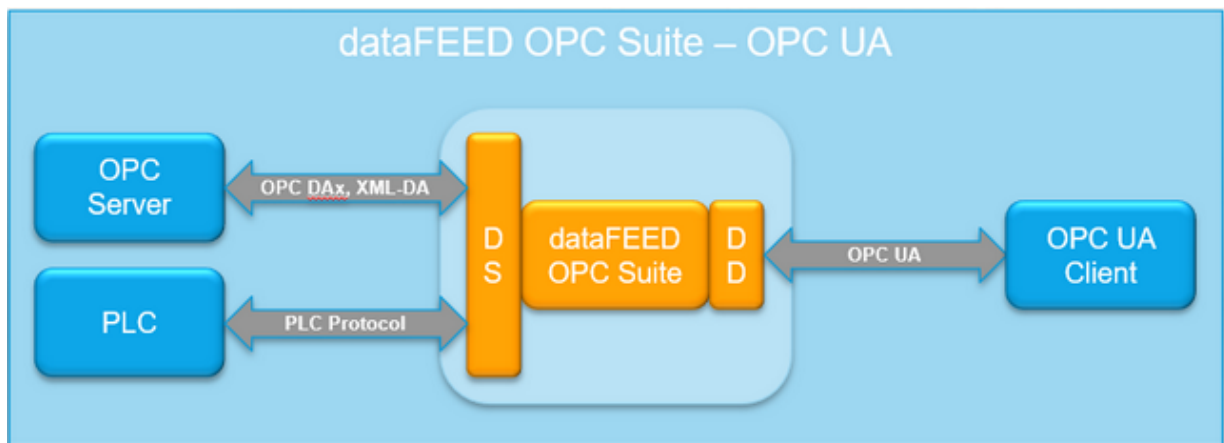 dataFEED OPC Suite – OPC UA
OPC
Server
OPC DAx, XML-DA
PLC
PLC Protocol
D
S
dataFEED
OPC Suite
D
D
OPC UA
OPC UA
Client